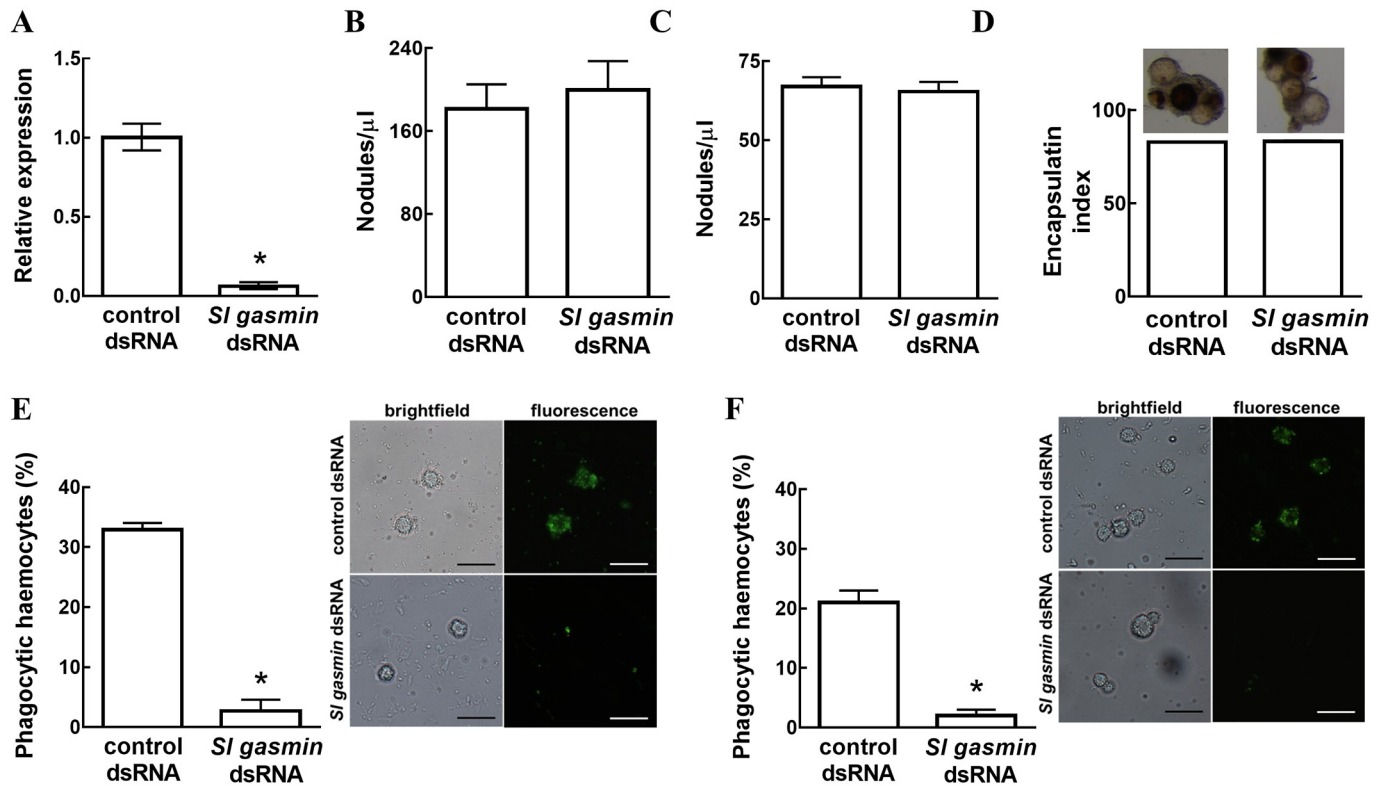 A
Relative expression
1.5
1.0
0.5
0.0
*
control
dsRNA
Sl gasmin
dsRNA
B
Nodules/μl
240
160
80
0
control
dsRNA
Sl gasmin
dsRNA
C
Nodules/μl
75
50
25
0
control
dsRNA
Sl gasmin
dsRNA
D
Encapsulatin
index
100
50
0
control
dsRNA
Sl gasmin
dsRNA
E
Phagocytic haemocytes (%)
40
30
20
10
0
*
control
dsRNA
Sl gasmin
dsRNA
brightfield
fluorescence
control dsRNA
Sl gasmin dsRNA
F
Phagocytic haemocytes (%)
40
30
20
10
0
*
control
dsRNA
Sl gasmin
dsRNA
brightfield
fluorescence
control dsRNA
Sl gasmin dsRNA